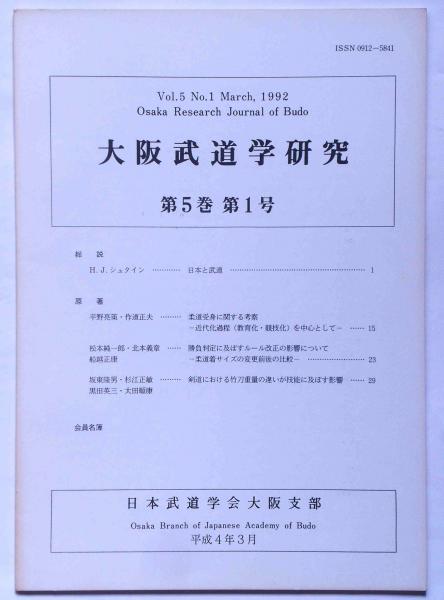 ISSN 0912-5841
Vol.5 No.1 March, 1992
Osaka Research Journal of Budo
大阪武道学研究
第5巻 第1号
総 説
H. J. シュタイン ………… 日本と武道 ……………………………………………… 1
原 著
平野亮策・作道正夫 ……… 柔道受身に関する考察
-近代化過程(教育化・競技化)を中心として- …… 15
松本純一郎・北本義章 …… 勝負判定に及ぼすルール改正の影響について
船越正康 -柔道着サイズの変更前後の比較- ………………… 23
坂東隆男・杉江正敏 ……… 剣道における竹刀重量の違いが技能に及ぼす影響 …… 29
黒田英三・太田順康
会員名簿
日本武道学会大阪支部
Osaka Branch of Japanese Academy of Budo
平成4年3月